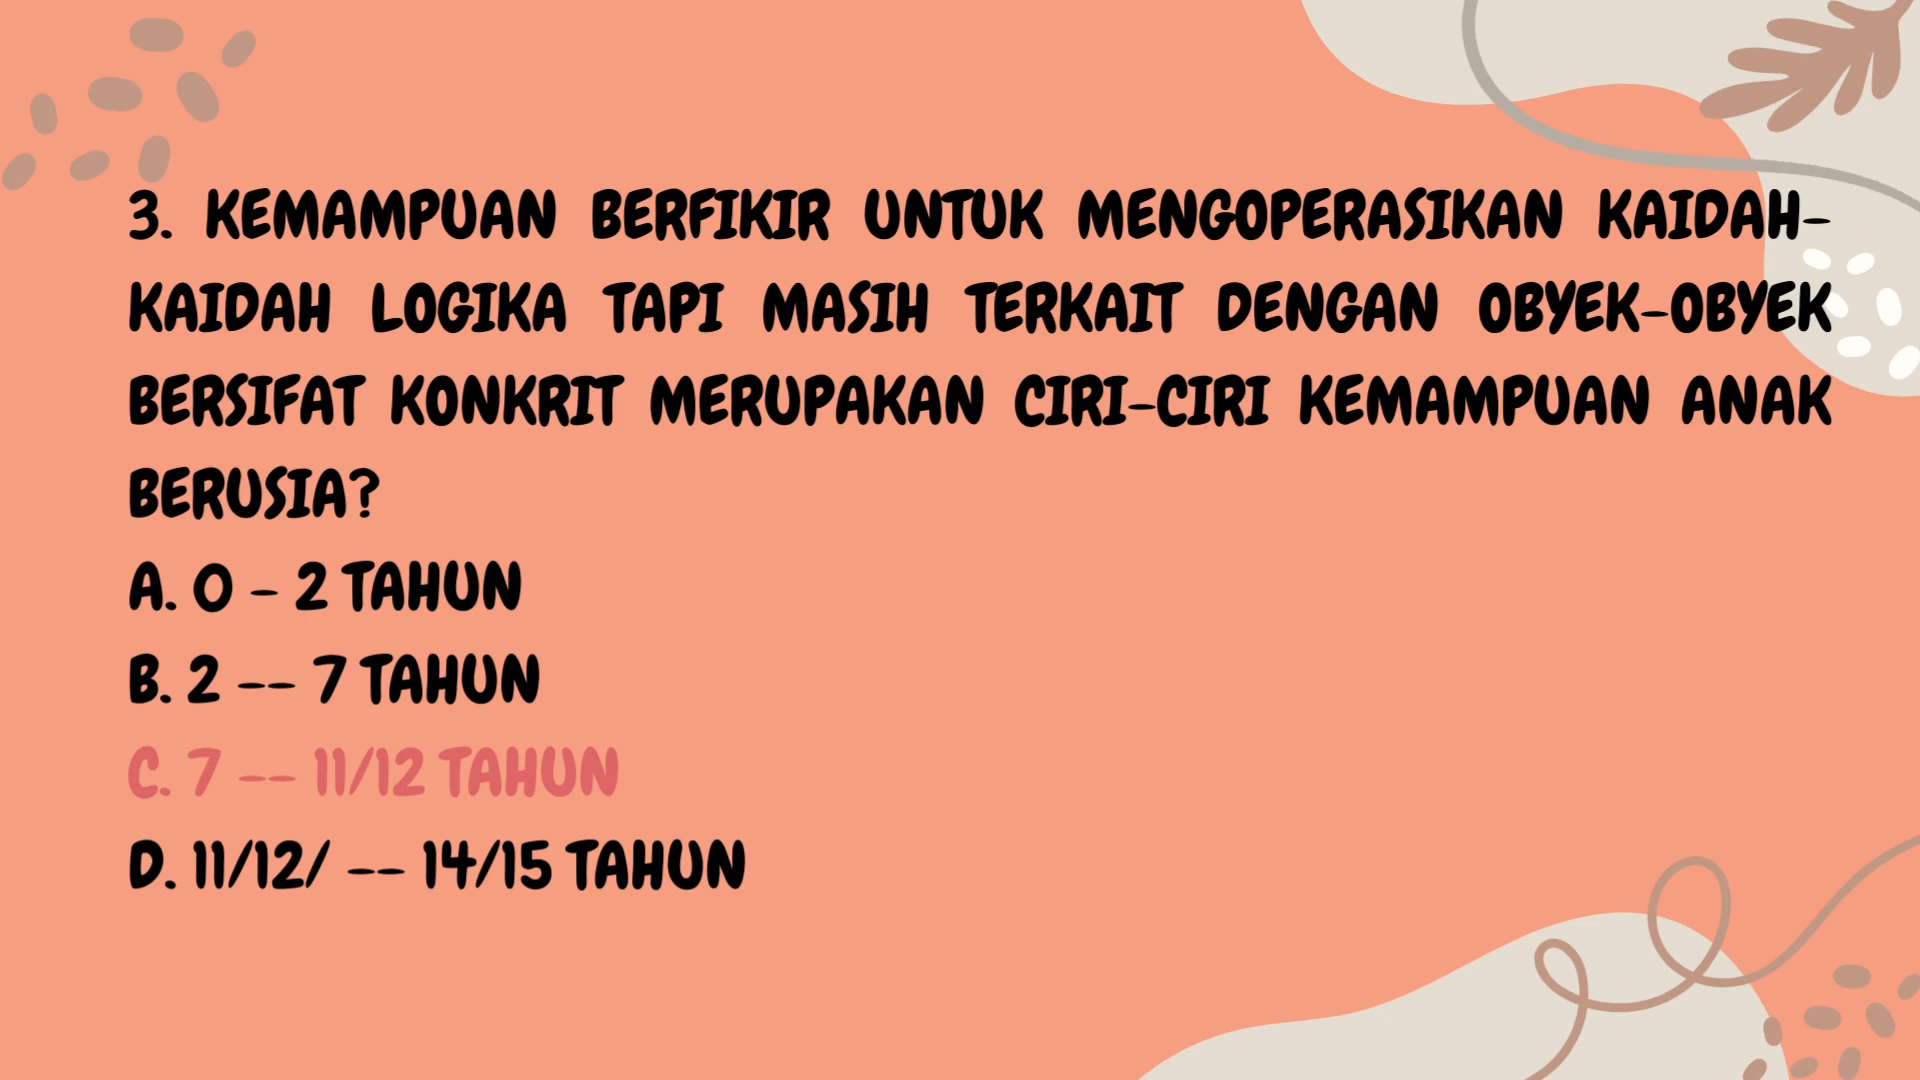 3. KEMAMPUAN BERFIKIR UNTUK MENGOPERASIKAN KAIDAH-
KAIDAH LOGIKA TAPI MASIH TERKAIT DENGAN OBYEK-OBYEK
BERSIFAT KONKRIT MERUPAKAN CIRI-CIRI KEMAMPUAN ANAK
BERUSIA?
A. 0 - 2 TAHUN
B. 2 -- 7 TAHUN
C. 7 -- 11/12 TAHUN
D. 11/12/ -- 14/15 TAHUN